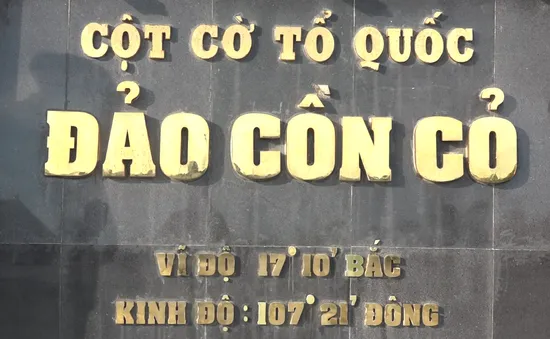 CỘT CỜ TỔ QUỐC
ĐẢO CỒN CỎ
VĨ ĐỘ 17° 10' BẮC
KINH ĐỘ : 107° 21' ĐÔNG